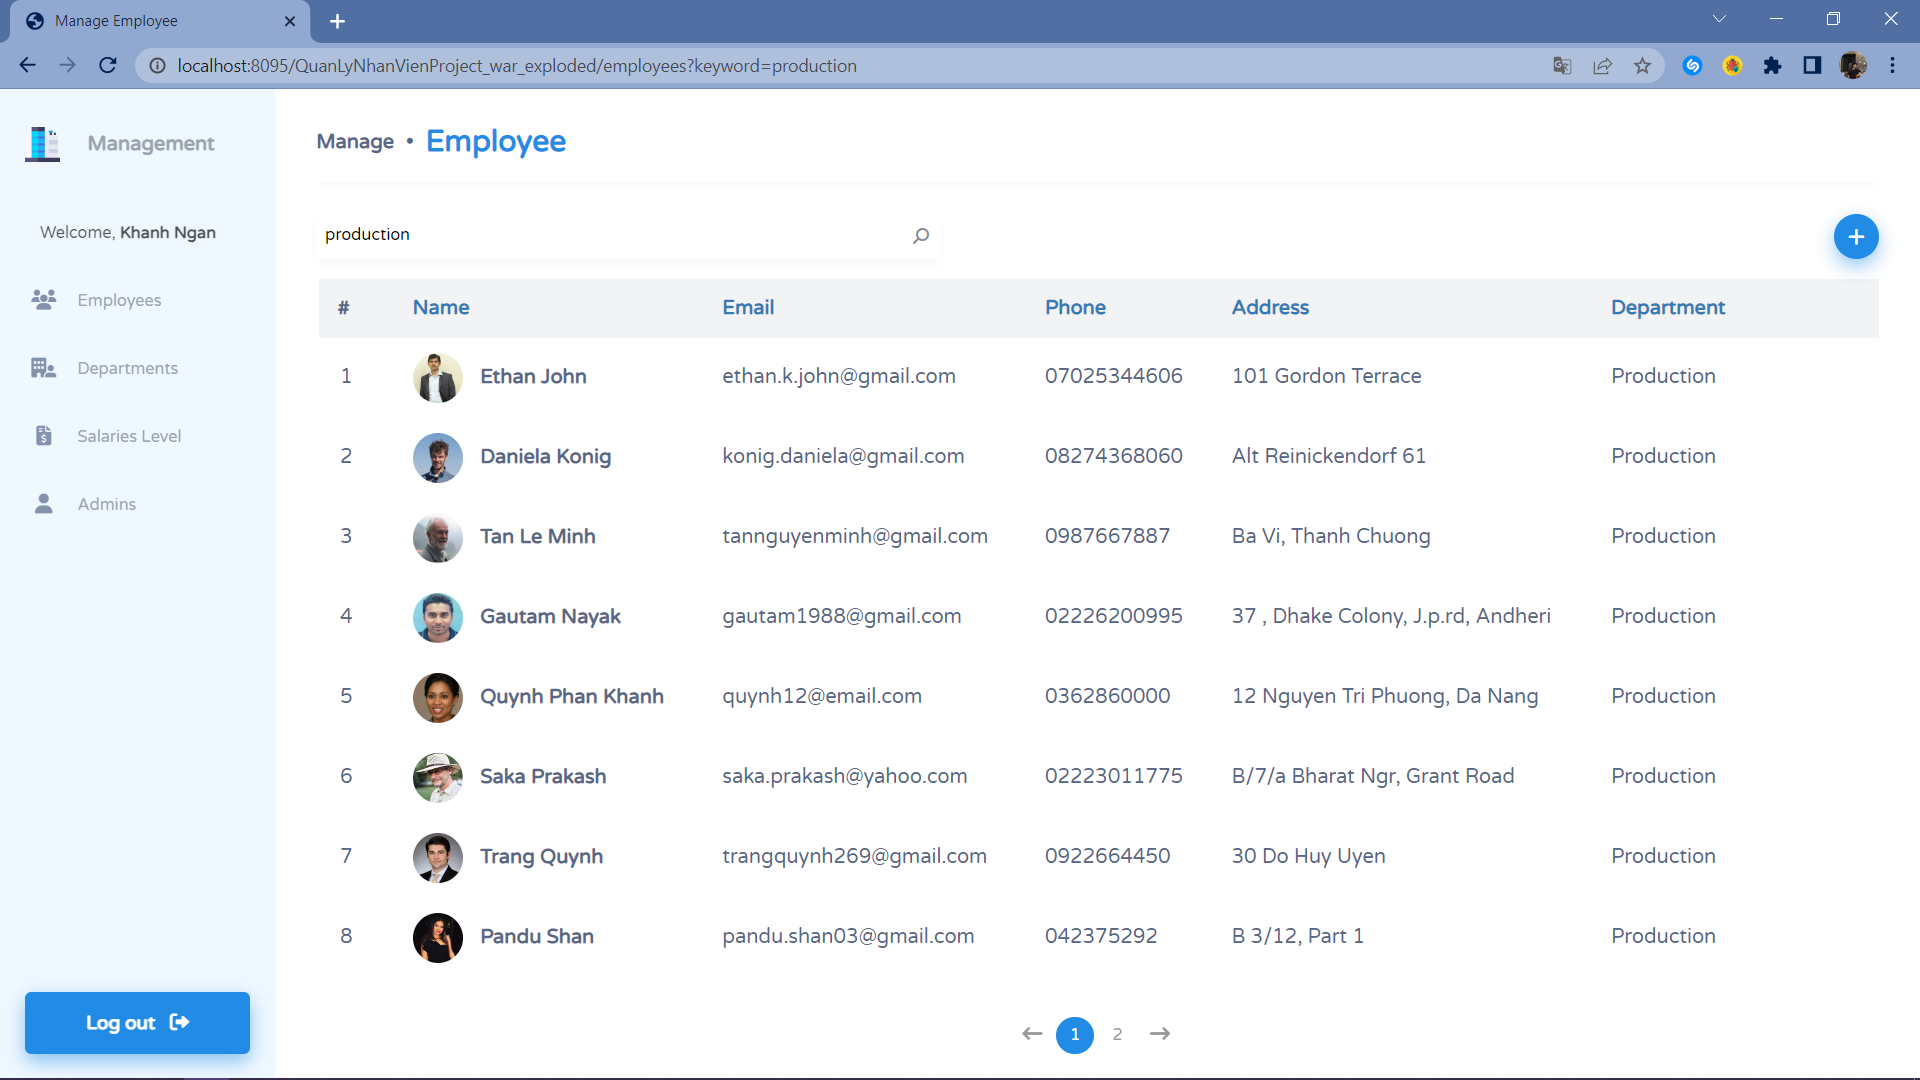 Manage Employee
localhost:8095/QuanLyNhanVienProject_war_exploded/employees?keyword=production
Management
Manage • Employee
Welcome, Khanh Ngan
production
Employees
Departments
Salaries Level
Admins
# Name Email Phone Address Department
1 Ethan John ethan.k.john@gmail.com 07025344606 101 Gordon Terrace Production
2 Daniela Konig konig.daniela@gmail.com 08274368060 Alt Reinickendorf 61 Production
3 Tan Le Minh tannguyenminh@gmail.com 0987667887 Ba Vi, Thanh Chuong Production
4 Gautam Nayak gautam1988@gmail.com 02226200995 37 , Dhake Colony, J.p.rd, Andheri Production
5 Quynh Phan Khanh quynh12@email.com 0362860000 12 Nguyen Tri Phuong, Da Nang Production
6 Saka Prakash saka.prakash@yahoo.com 02223011775 B/7/a Bharat Ngr, Grant Road Production
7 Trang Quynh trangquynh269@gmail.com 0922664450 30 Do Huy Uyen Production
8 Pandu Shan pandu.shan03@gmail.com 042375292 B 3/12, Part 1 Production
Log out
1 2